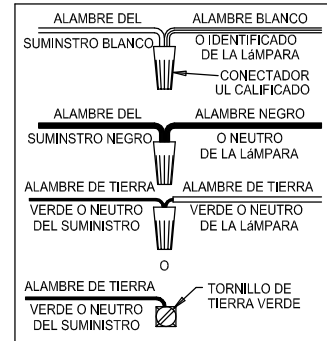 ALAMBRE DEL ALAMBRE BLANCO
SUMINSTRO BLANCO O IDENTIFICADO
DE LA LáMPARA
CONECTADOR
UL CALIFICADO
ALAMBRE DEL ALAMBRE NEGRO
SUMINSTRO NEGRO O NEUTRO
DE LA LáMPARA
ALAMBRE DE TIERRA ALAMBRE DE TIERRA
VERDE O NEUTRO VERDE O NEUTRO
DEL SUMINISTRO DE LA LáMPARA
O
ALAMBRE DE TIERRA TORNILLO DE
VERDE O NEUTRO TIERRA VERDE
DEL SUMINISTRO